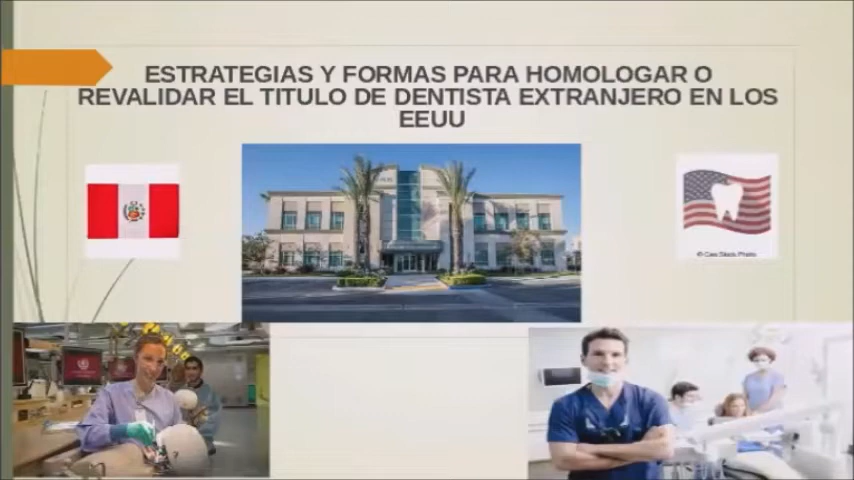 ESTRATEGIAS Y FORMAS PARA HOMOLOGAR O
REVALIDAR EL TITULO DE DENTISTA EXTRANJERO EN LOS
EEUU